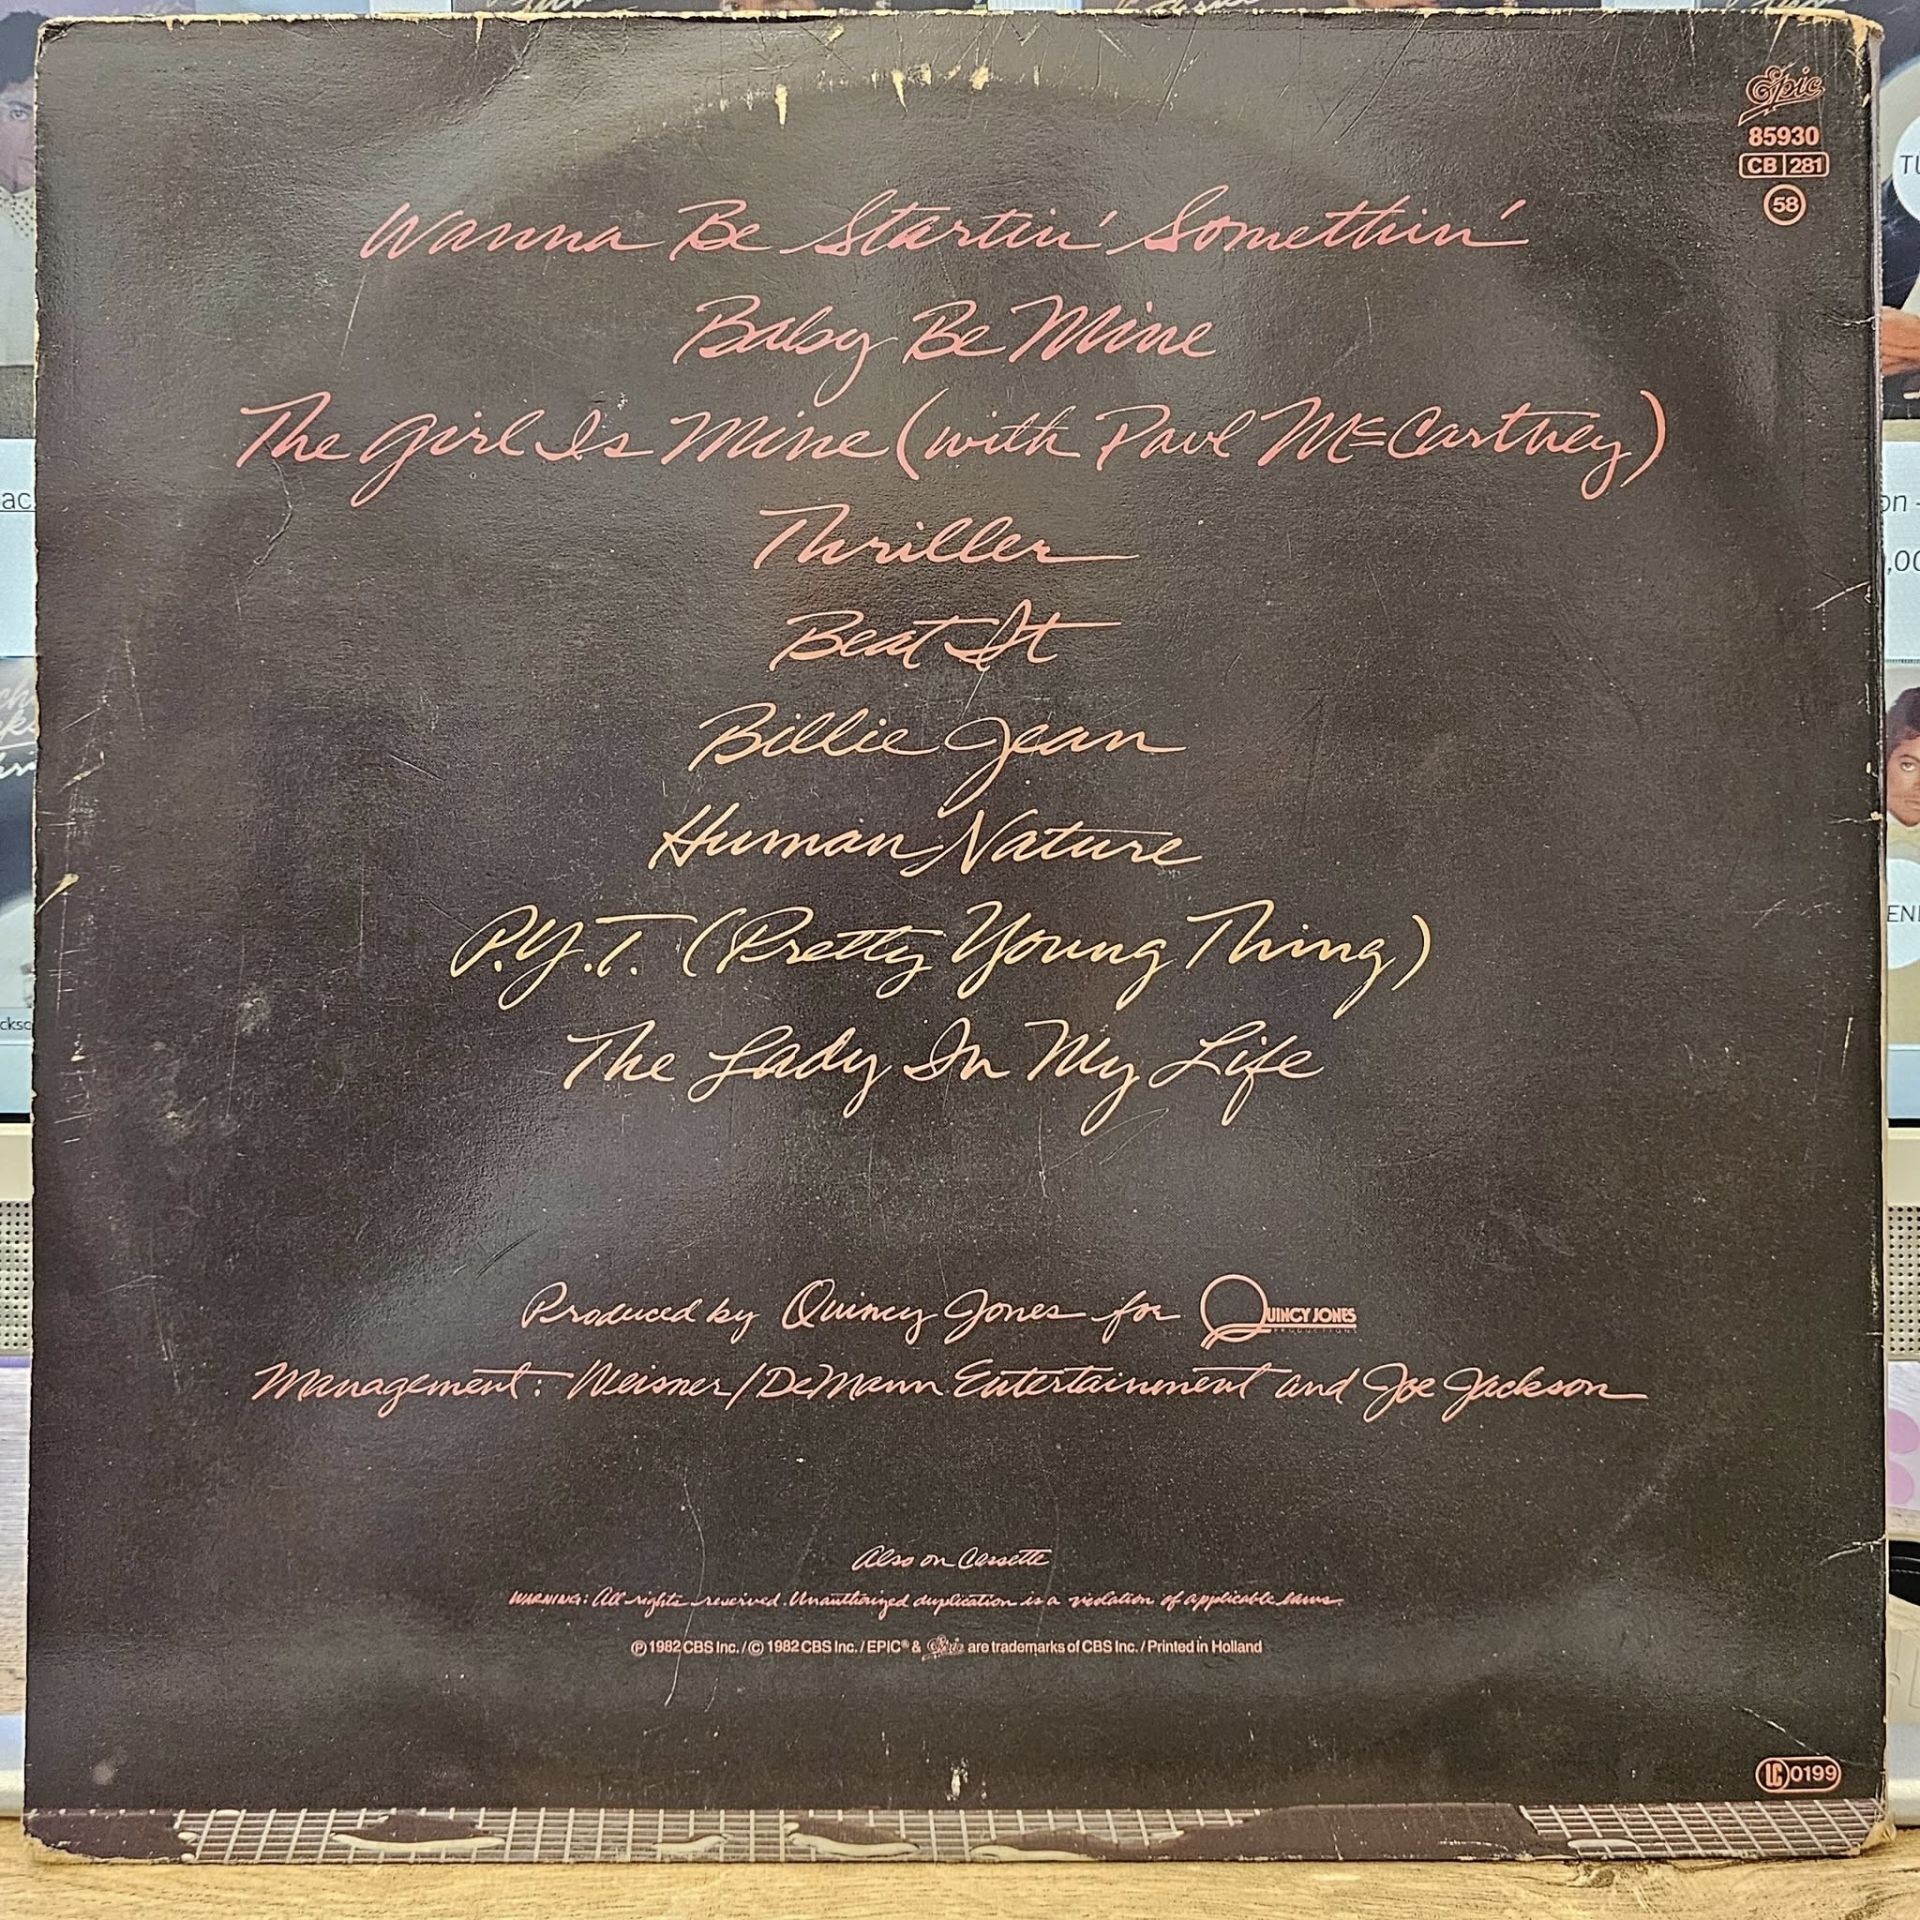 Epic
85930
CB 281
58
Wanna Be Startin' Somethin'
Baby Be Mine
The Girl Is Mine (with Paul McCartney)
Thriller
Beat It
Billie Jean
Human Nature
P.Y.T. (Pretty Young Thing)
The Lady In My Life
Produced by Quincy Jones for QUINCY JONES
PRODUCTIONS
Management: Weisner/DeMann Entertainment and Joe Jackson
Also on Cassette
WARNING: All rights reserved. Unauthorized duplication is a violation of applicable laws.
℗ 1982 CBS Inc. / © 1982 CBS Inc. / EPIC® & Epic are trademarks of CBS Inc. / Printed in Holland
LC 0199